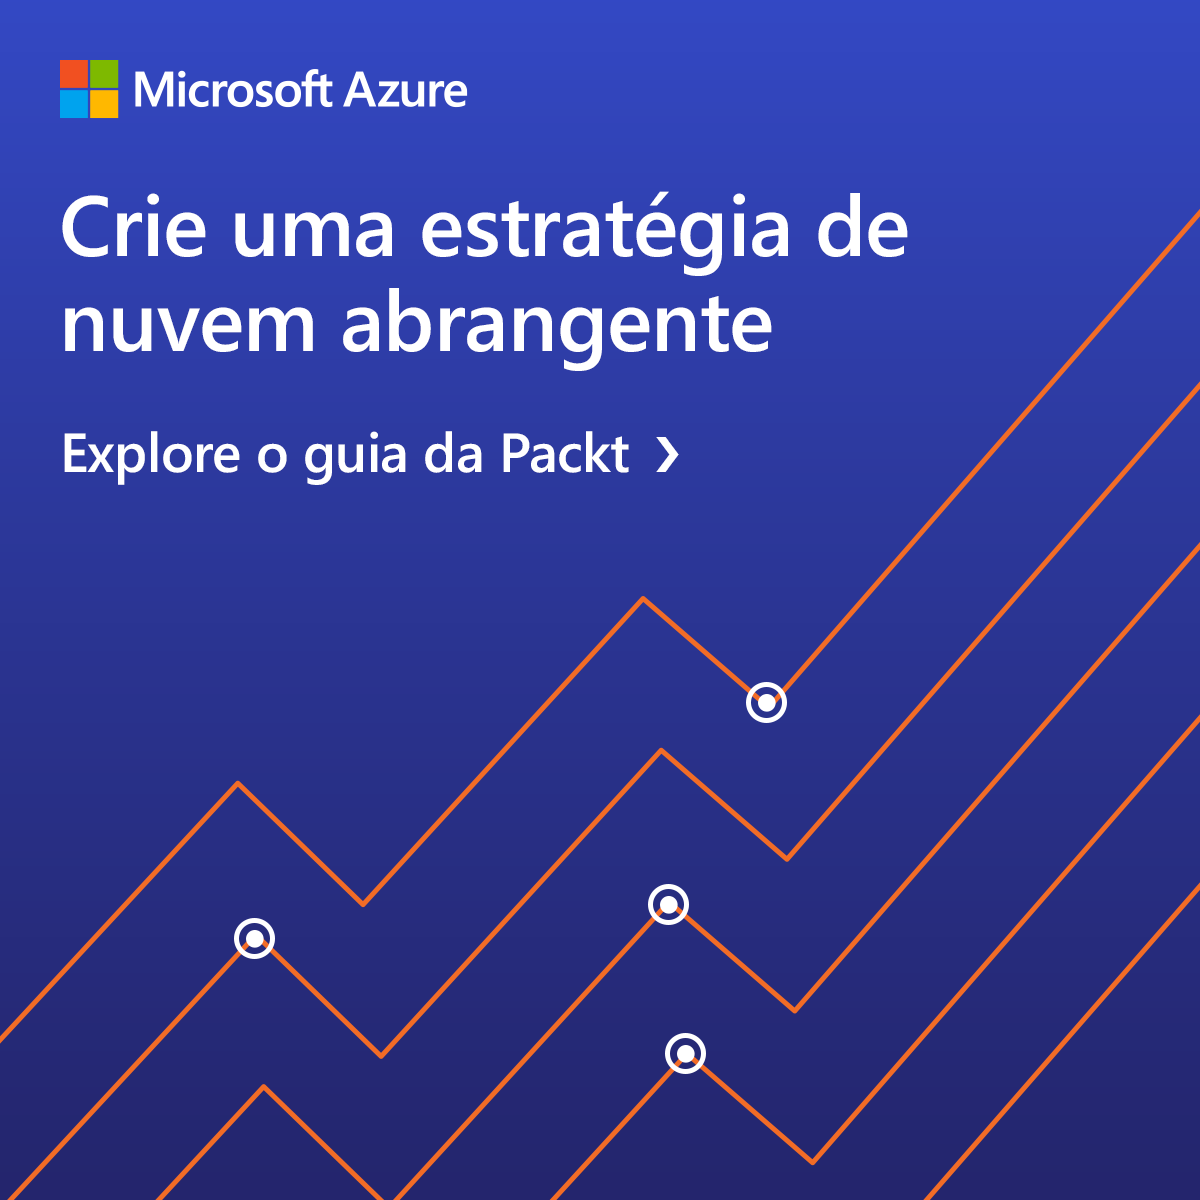 Microsoft Azure
Crie uma estratégia de
nuvem abrangente
Explore o guia da Packt